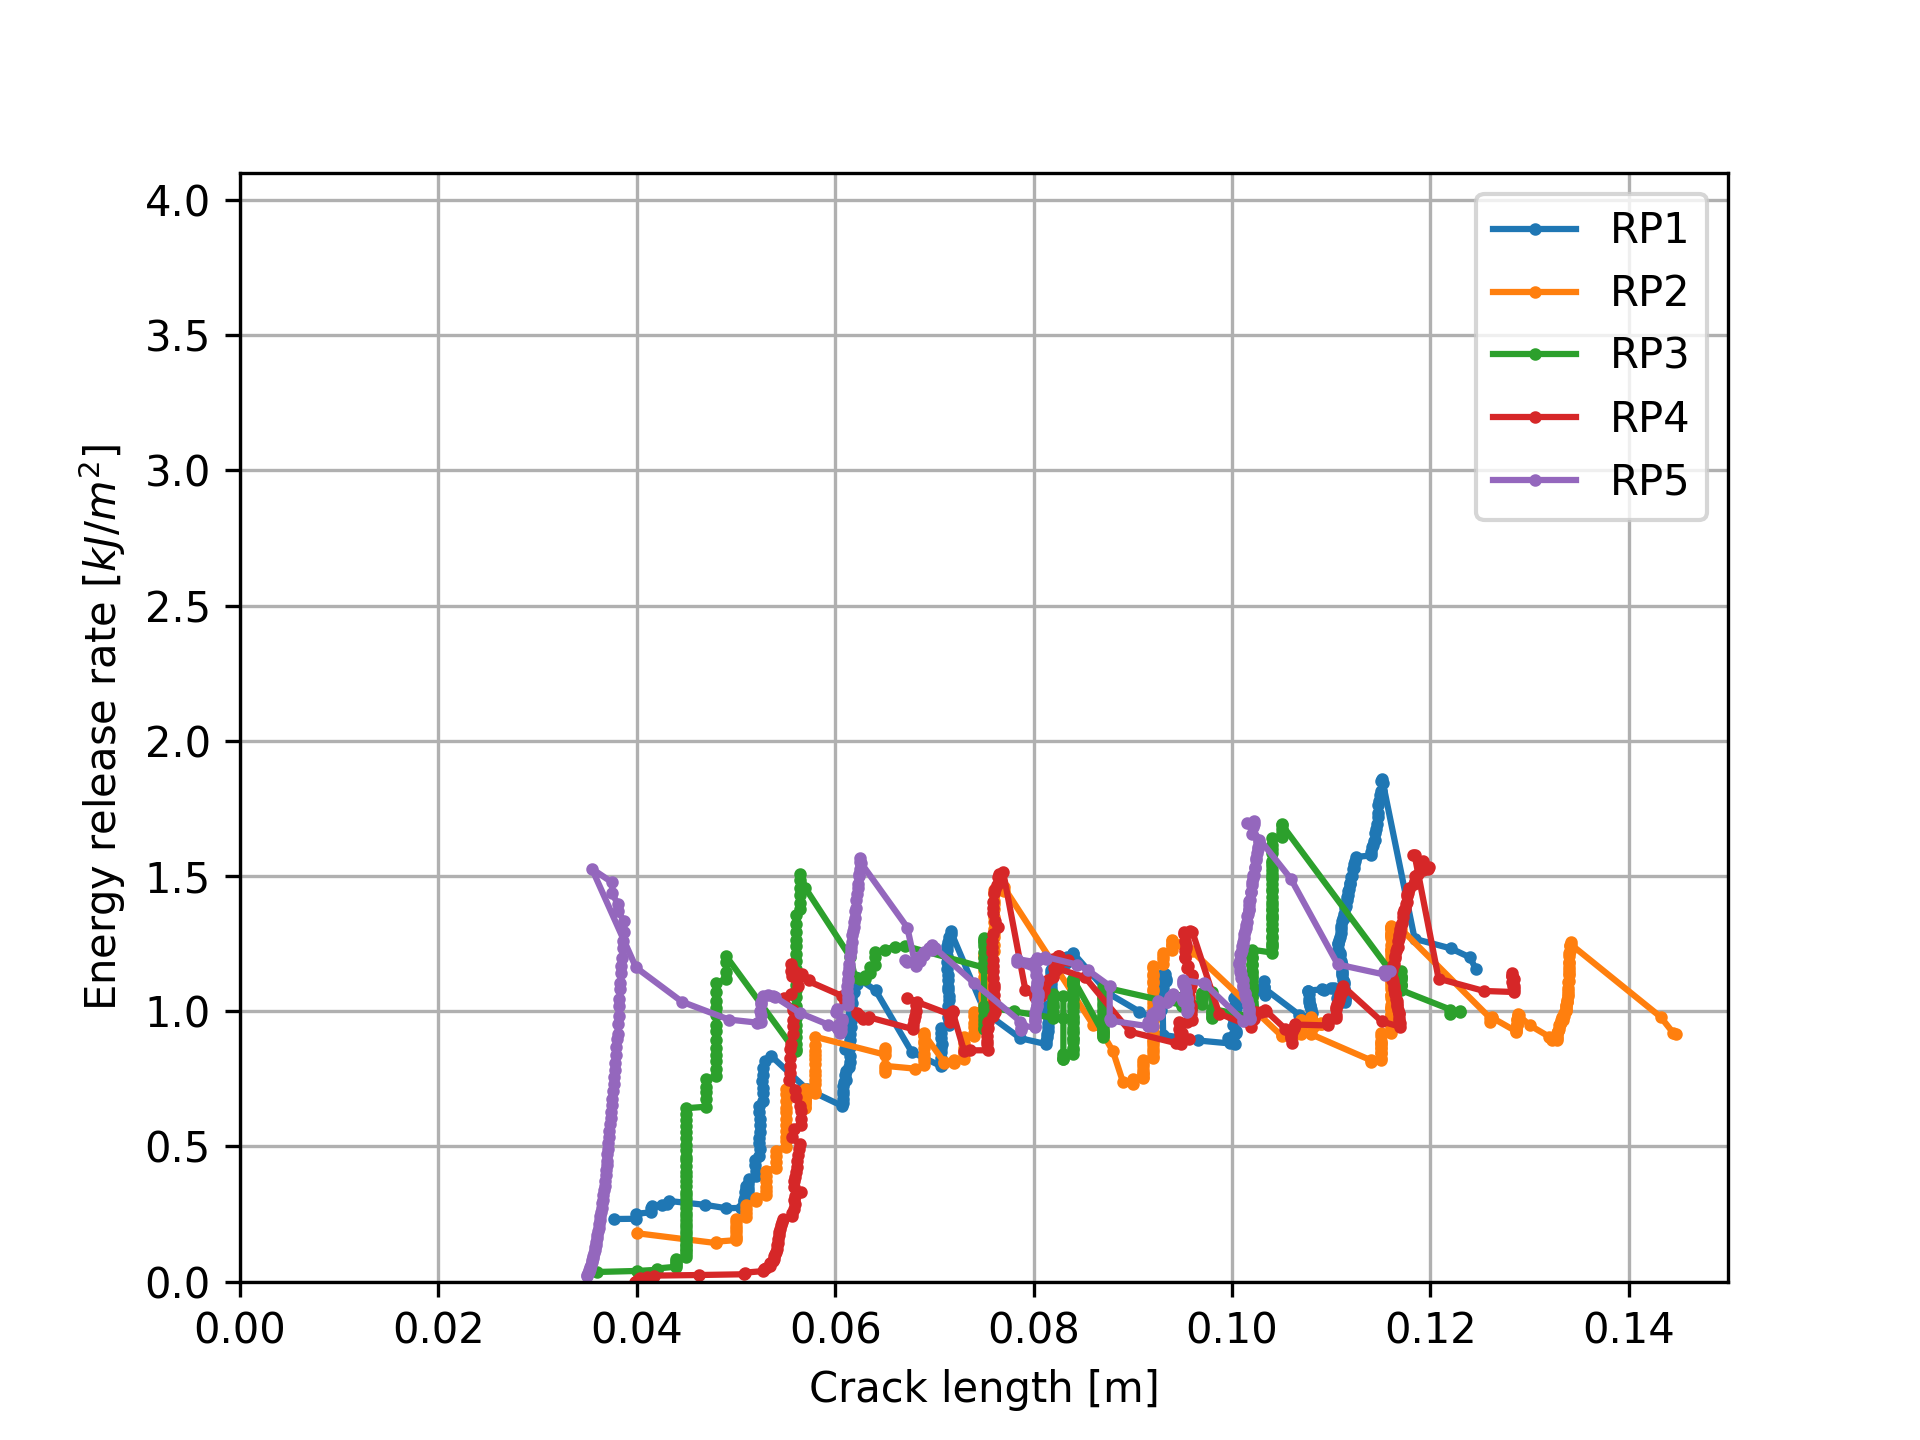 4.0
3.5
3.0
2.5
2.0
1.5
1.0
0.5
0.0
Energy release rate [kJ/m²]
0.00 0.02 0.04 0.06 0.08 0.10 0.12 0.14
Crack length [m]
RP1
RP2
RP3
RP4
RP5